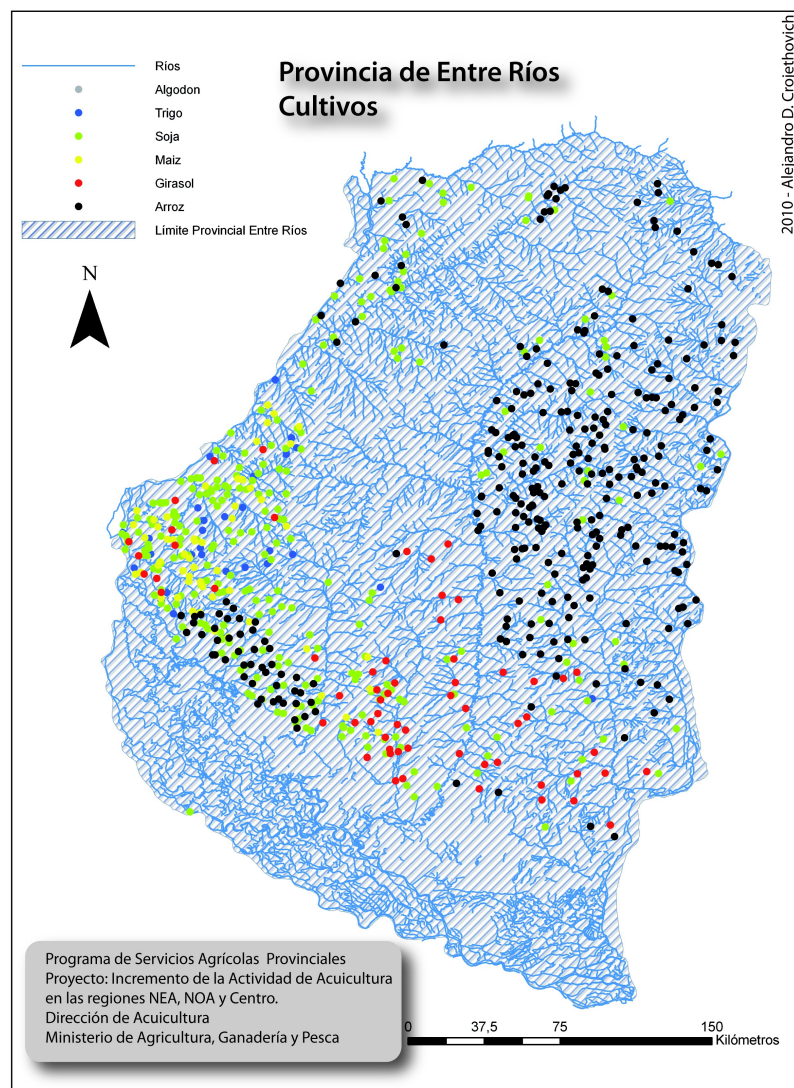 Provincia de Entre Ríos
Cultivos
Ríos
Algodon
Trigo
Soja
Maiz
Girasol
Arroz
Límite Provincial Entre Ríos
N
2010 - Alejandro D. Croiethovich
Programa de Servicios Agrícolas Provinciales
Proyecto: Incremento de la Actividad de Acuicultura
en las regiones NEA, NOA y Centro.
Dirección de Acuicultura
Ministerio de Agricultura, Ganadería y Pesca
0 37,5 75 150
Kilómetros